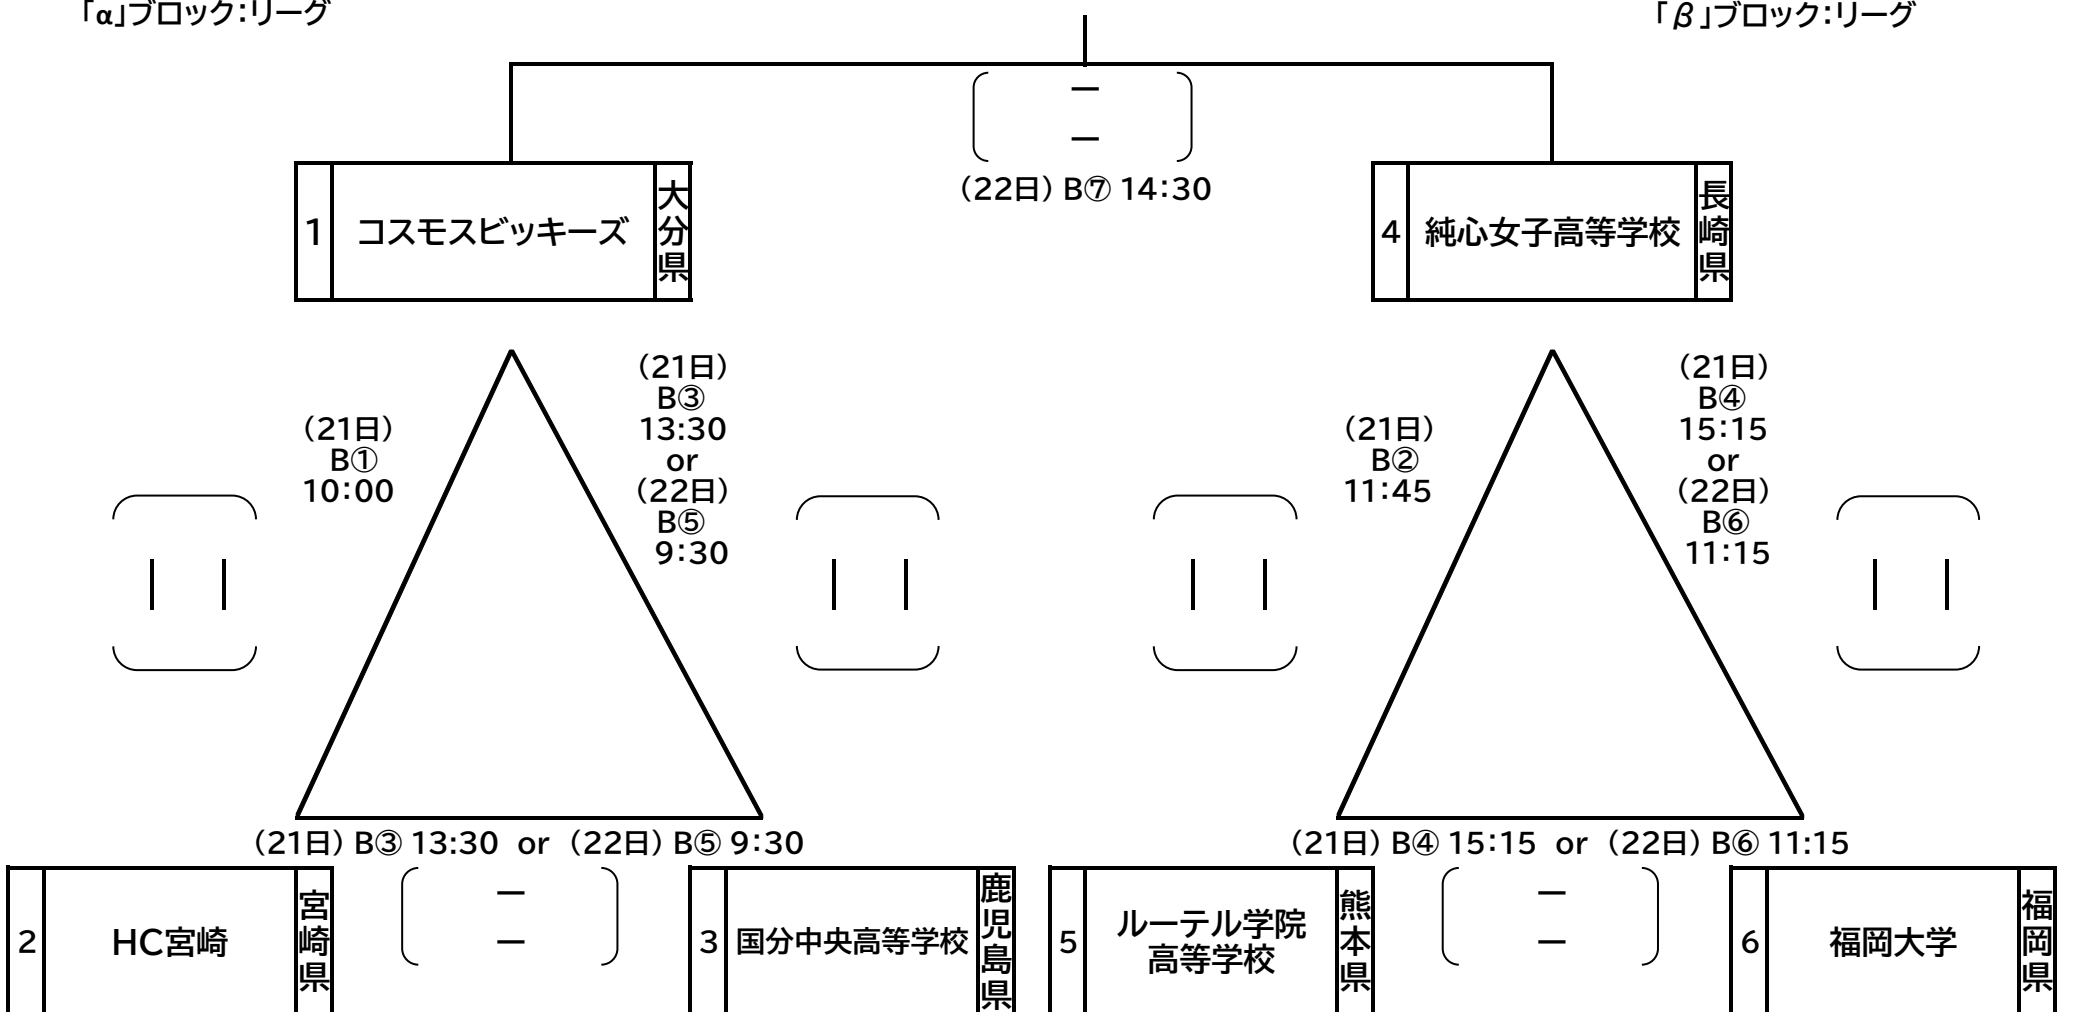 「α」ブロック：リーグ
「β」ブロック：リーグ
－
－
（22日）B⑦ 14：30
1 コスモスビッキーズ 大分県
4 純心女子高等学校 長崎県
（21日）
B①
10：00
（21日）
B③
13:30
or
（22日）
B⑤
9：30
（21日）
B②
11：45
（21日）
B④
15：15
or
（22日）
B⑥
11：15
（21日）B③ 13:30 or （22日）B⑤ 9：30
（21日）B④ 15：15 or （22日）B⑥ 11:15
2 HC宮崎 宮崎県
－
－
3 国分中央高等学校 鹿児島県
5 ルーテル学院
高等学校 熊本県
－
－
6 福岡大学 福岡県